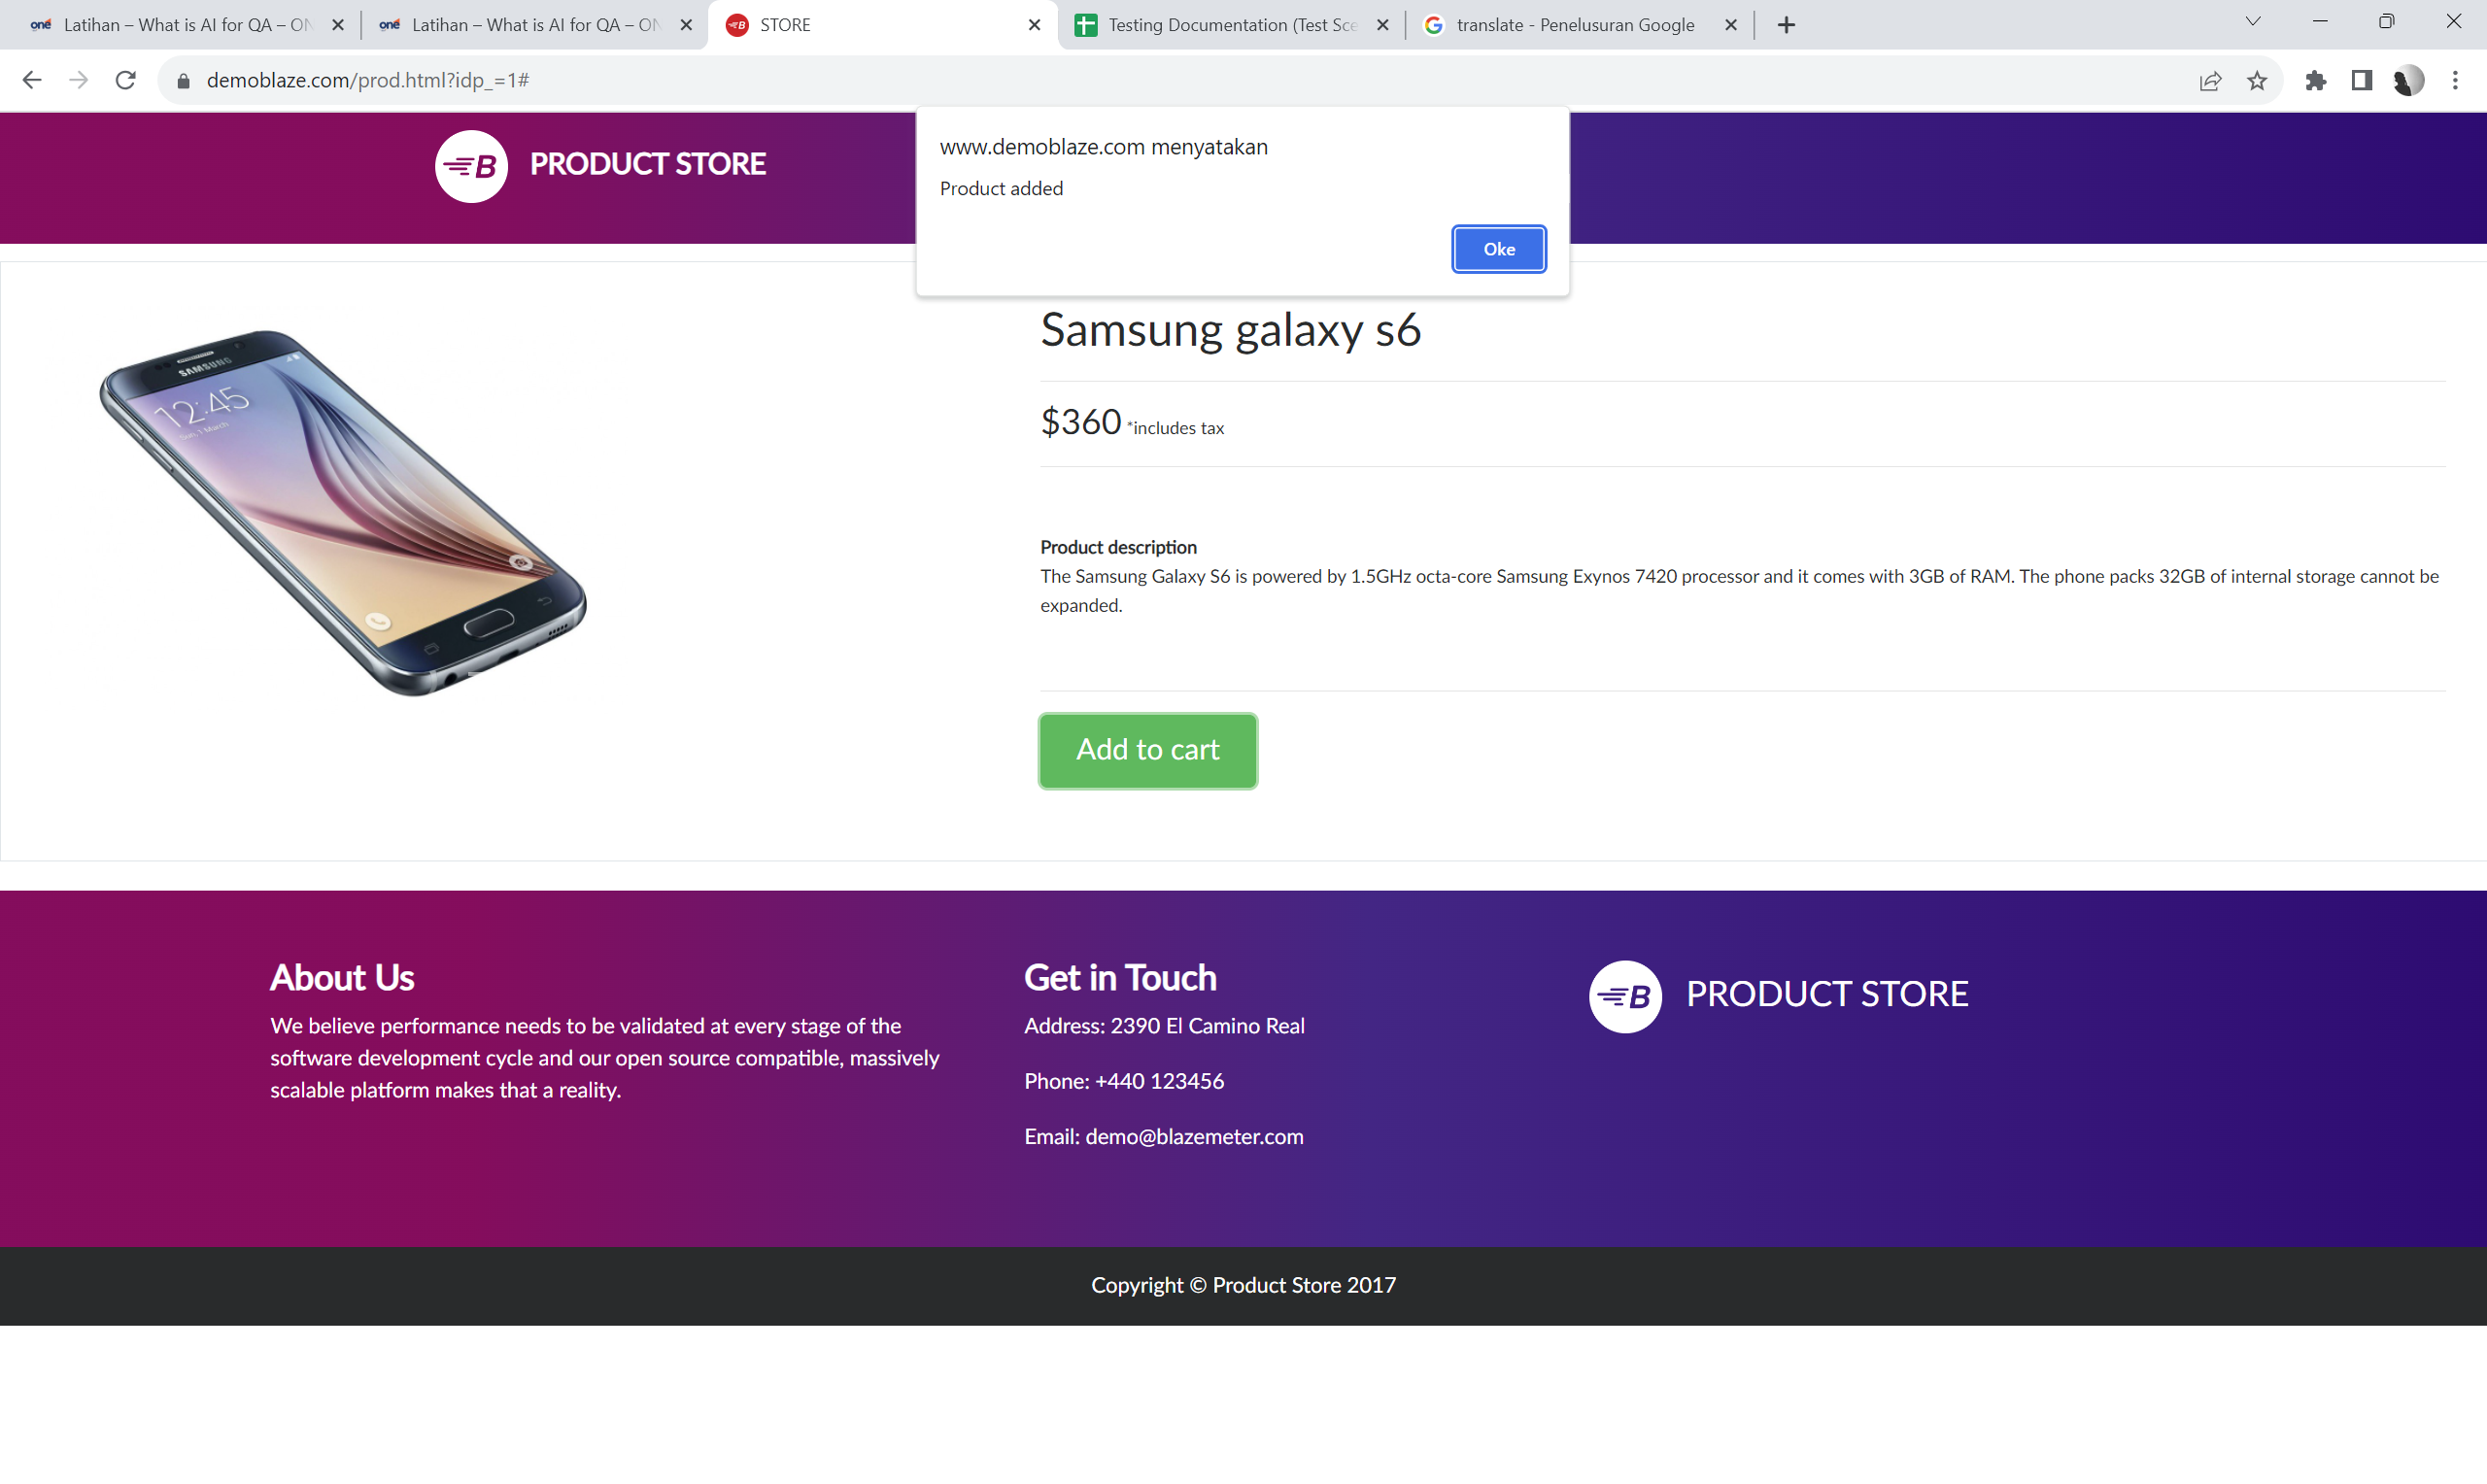 oné Latihan – What is AI for QA – ON
oné Latihan – What is AI for QA – ON
B STORE
Testing Documentation (Test Sce
G translate - Penelusuran Google
demoblaze.com/prod.html?idp_=1#
B PRODUCT STORE
www.demoblaze.com menyatakan
Product added
Oke
SAMSUNG
12:45
Sun, 1 March
Samsung galaxy s6
$360 *includes tax
Product description
The Samsung Galaxy S6 is powered by 1.5GHz octa-core Samsung Exynos 7420 processor and it comes with 3GB of RAM. The phone packs 32GB of internal storage cannot be
expanded.
Add to cart
About Us
We believe performance needs to be validated at every stage of the
software development cycle and our open source compatible, massively
scalable platform makes that a reality.
Get in Touch
Address: 2390 El Camino Real
Phone: +440 123456
Email: demo@blazemeter.com
B PRODUCT STORE
Copyright © Product Store 2017